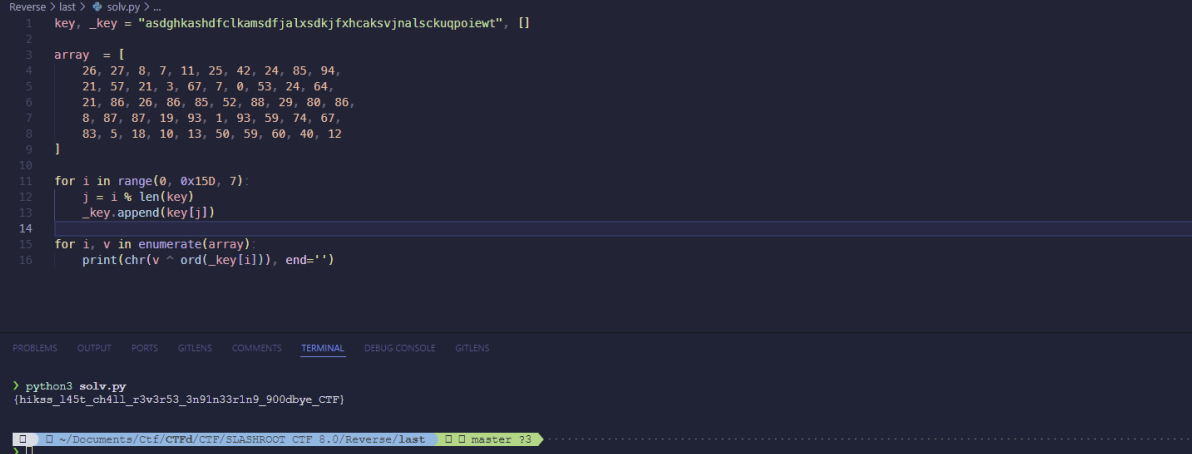 Reverse > last > solv.py > ...
1 key, _key = "asdghkashdfclkamsdfjalxsdkjfxhcaksvjnalsckuqpoiewt", []
2
3 array = [
4 26, 27, 8, 7, 11, 25, 42, 24, 85, 94,
5 21, 57, 21, 3, 67, 7, 0, 53, 24, 64,
6 21, 86, 26, 86, 85, 52, 88, 29, 80, 86,
7 8, 87, 87, 19, 93, 1, 93, 59, 74, 67,
8 83, 5, 18, 10, 13, 50, 59, 60, 40, 12
9 ]
10
11 for i in range(0, 0x15D, 7):
12 j = i % len(key)
13 _key.append(key[j])
14
15 for i, v in enumerate(array):
16 print(chr(v ^ ord(_key[i])), end='')
PROBLEMS OUTPUT PORTS GITLENS COMMENTS TERMINAL DEBUG CONSOLE GITLENS
❯ python3 solv.py
{hikss_l45t_ch4ll_r3v3r53_3n91n33r1n9_900dbye_CTF}
~/Documents/Ctf/CTFd/CTF/SLASHROOT CTF 8.0/Reverse/last master ?3
❯